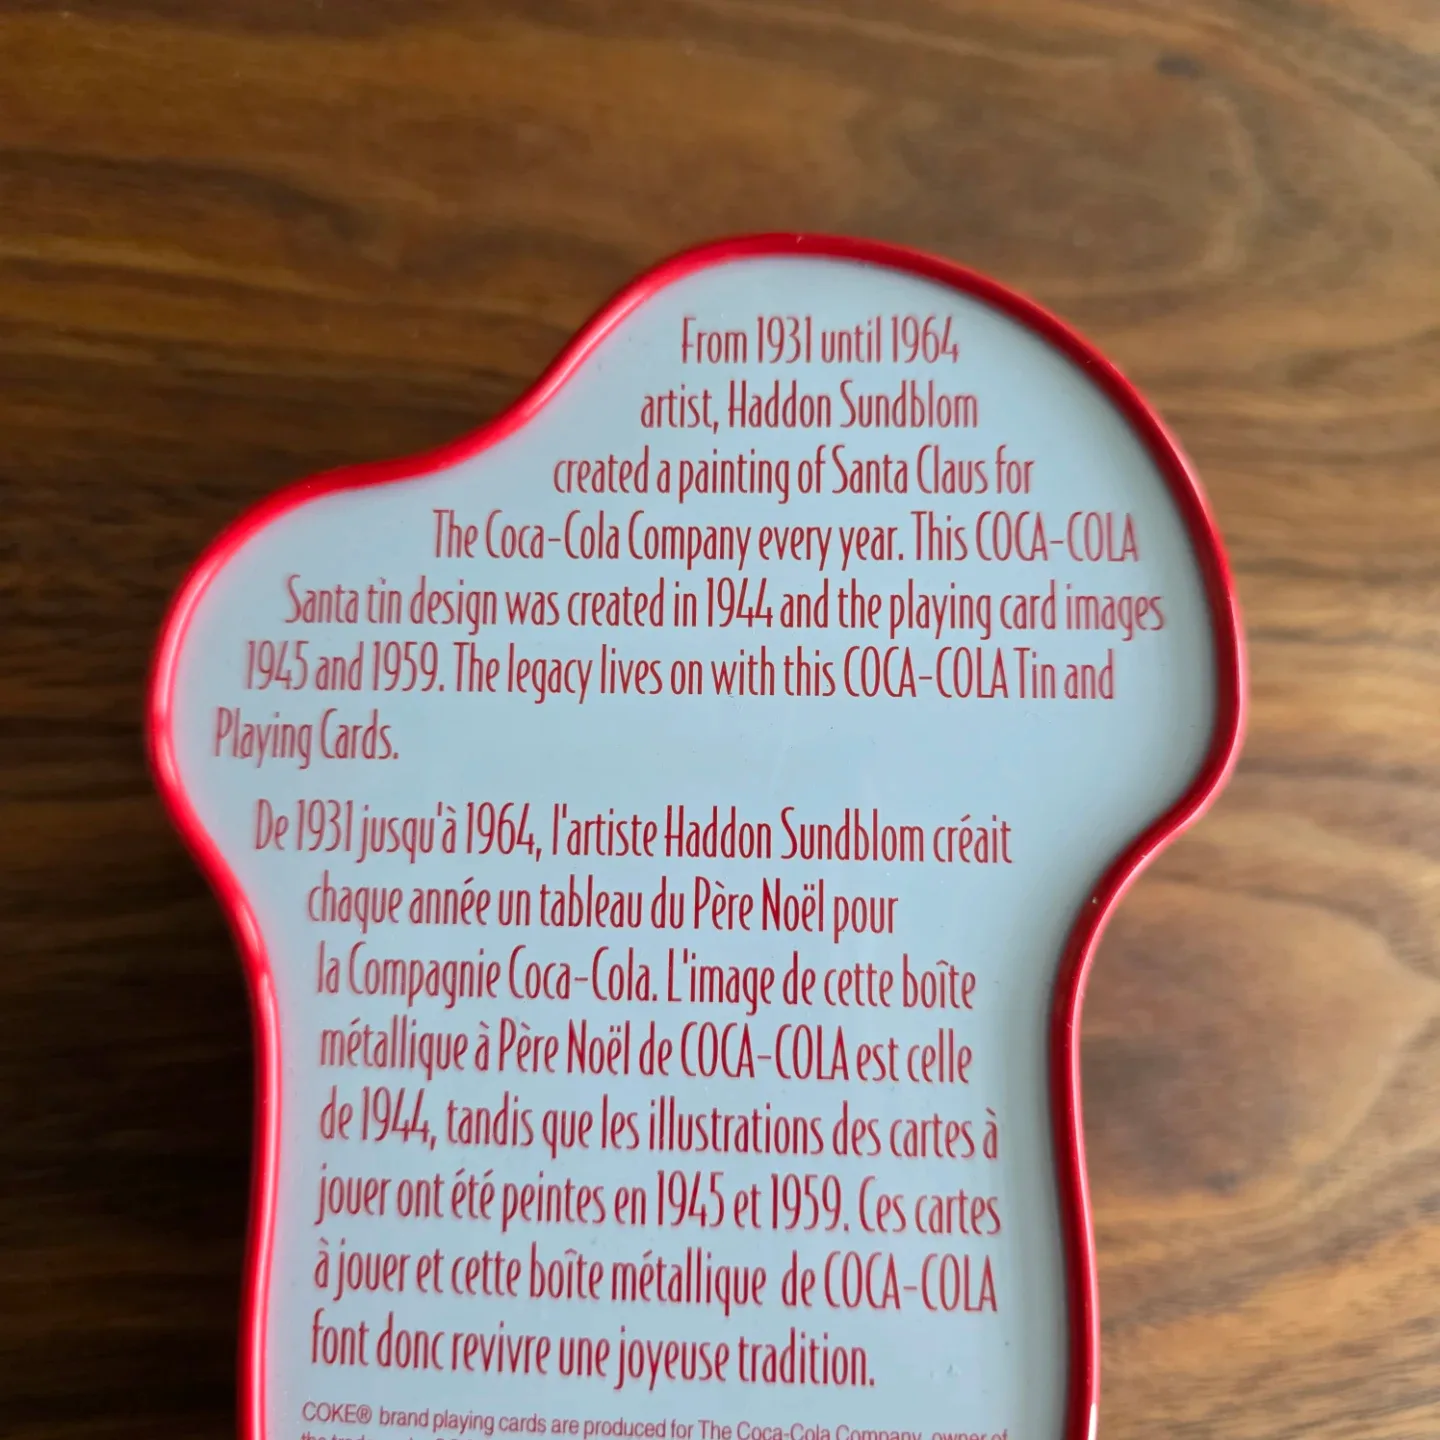 From 1931 until 1964
artist, Haddon Sundblom
created a painting of Santa Claus for
The Coca-Cola Company every year. This COCA-COLA
Santa tin design was created in 1944 and the playing card images
1945 and 1959. The legacy lives on with this COCA-COLA Tin and
Playing Cards.
De 1931 jusqu'à 1964, l'artiste Haddon Sundblom créait
chaque année un tableau du Père Noël pour
la Compagnie Coca-Cola. L'image de cette boîte
métallique à Père Noël de COCA-COLA est celle
de 1944, tandis que les illustrations des cartes à
jouer ont été peintes en 1945 et 1959. Ces cartes
à jouer et cette boîte métallique de COCA-COLA
font donc revivre une joyeuse tradition.
COKE® brand playing cards are produced for The Coca-Cola Company, owner of